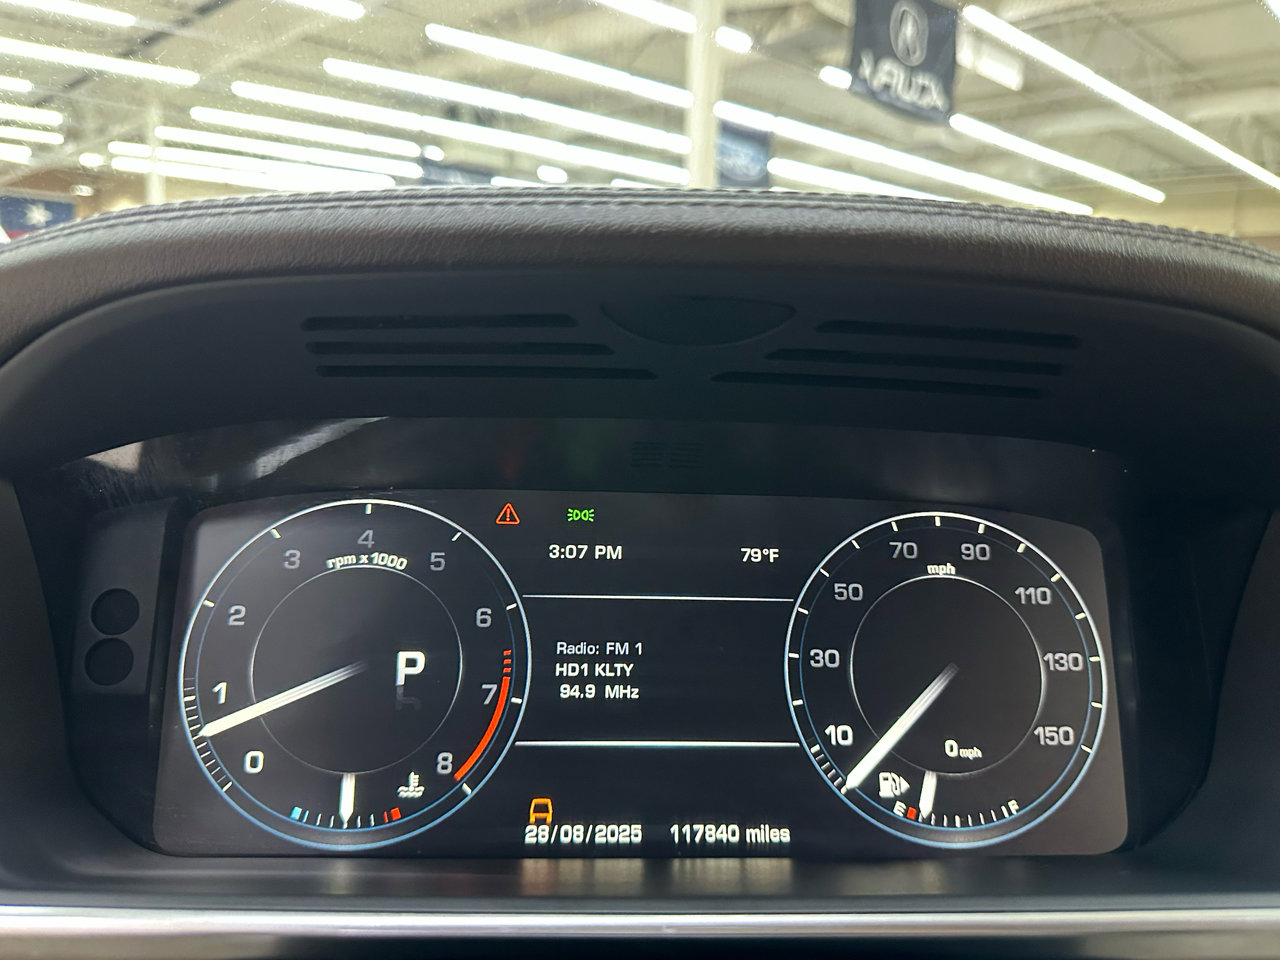 ACURA
4
3
5
rpm x 1000
2
6
1
7
0
8
P
3:07 PM
79°F
Radio: FM 1
HD1 KLTY
94.9 MHz
28/08/2025
117840 miles
70
90
mph
50
110
30
130
10
150
0 mph
E
F